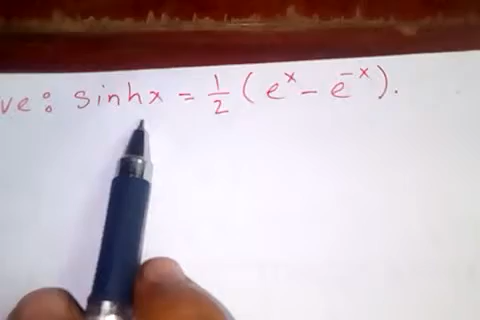 ve: sinhx = 1/2 (e^x - e^-x).